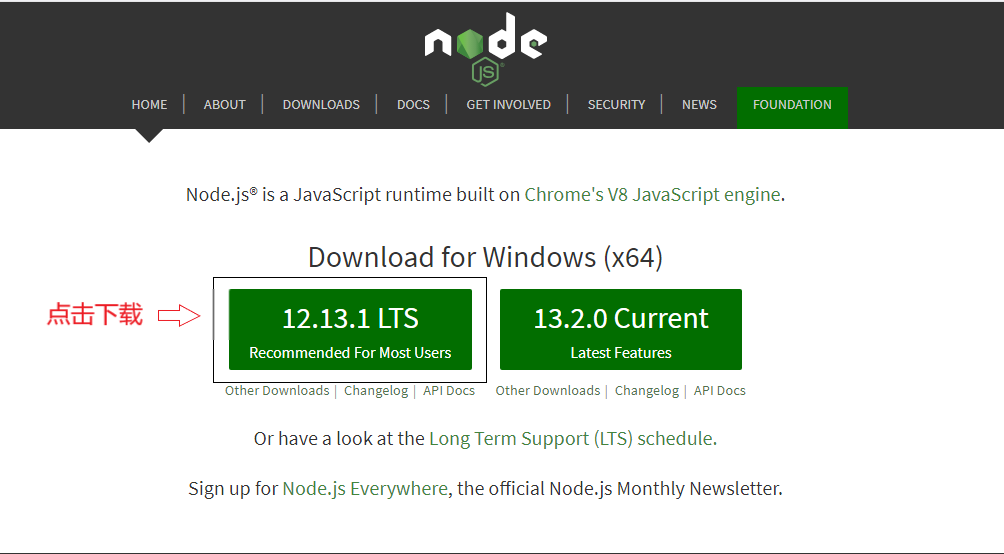 node
JS
HOME | ABOUT | DOWNLOADS | DOCS | GET INVOLVED | SECURITY | NEWS FOUNDATION
Node.js® is a JavaScript runtime built on Chrome's V8 JavaScript engine.
Download for Windows (x64)
点击下载
12.13.1 LTS
Recommended For Most Users
13.2.0 Current
Latest Features
Other Downloads | Changelog | API Docs
Other Downloads | Changelog | API Docs
Or have a look at the Long Term Support (LTS) schedule.
Sign up for Node.js Everywhere, the official Node.js Monthly Newsletter.